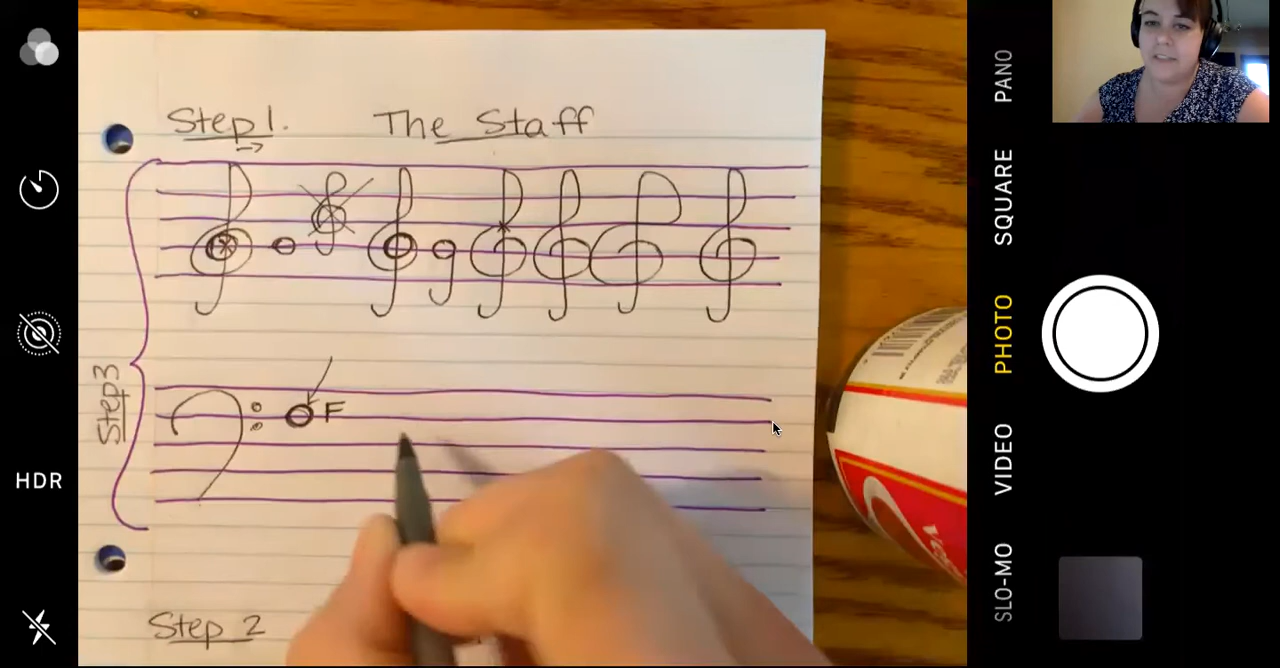 Step 1. The Staff
Step 3
F
Step 2
HDR
PANO
SQUARE
PHOTO
VIDEO
SLO-MO